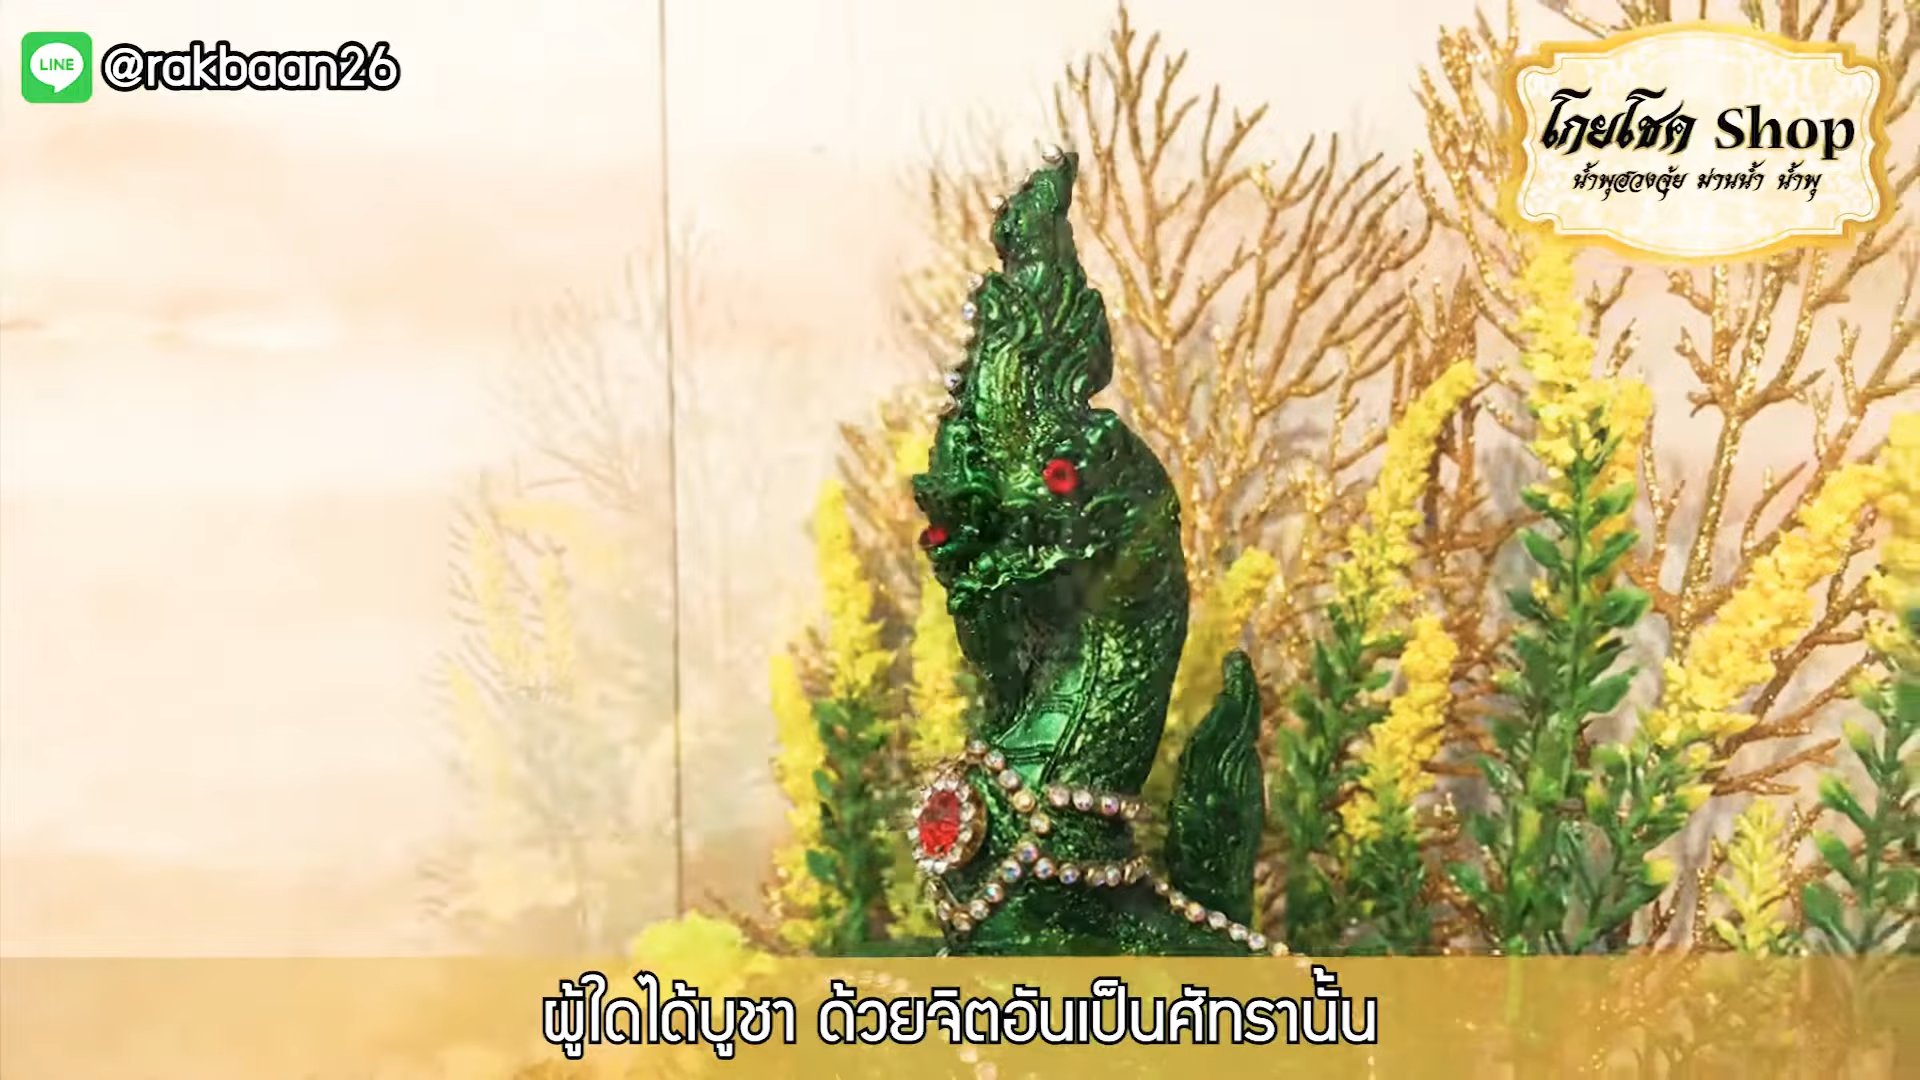 LINE @rakbaan26
โกยโชค Shop
น้ำพุฮวงจุ้ย ม่านน้ำ น้ำพุ
ผู้ใดได้บูชา ด้วยจิตอันเป็นศัทธานั้น